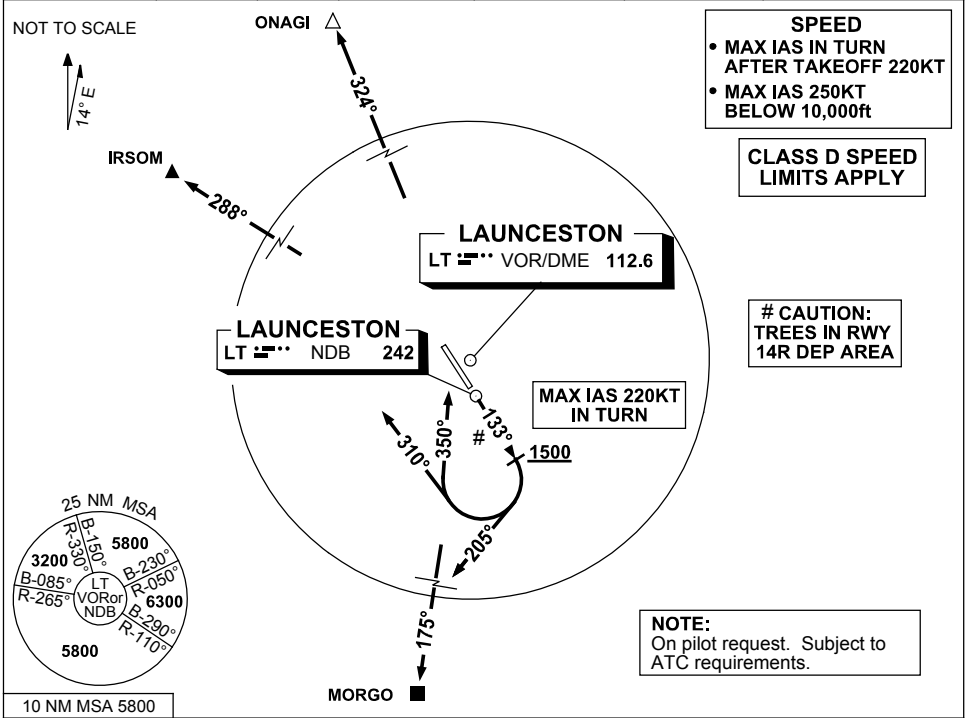 NOT TO SCALE
14° E
ONAGI
324°
SPEED
• MAX IAS IN TURN
AFTER TAKEOFF 220KT
• MAX IAS 250KT
BELOW 10,000ft
CLASS D SPEED
LIMITS APPLY
IRSOM
288°
LAUNCESTON
LT VOR/DME 112.6
LAUNCESTON
LT NDB 242
# CAUTION:
TREES IN RWY
14R DEP AREA
MAX IAS 220KT
IN TURN
133°
#
1500
350°
310°
205°
175°
MORGO
25 NM MSA
B-150°
R-330°
5800
3200
B-230°
R-050°
B-085°
R-265°
LT
VORor
NDB
6300
B-290°
R-110°
5800
10 NM MSA 5800
NOTE:
On pilot request. Subject to
ATC requirements.